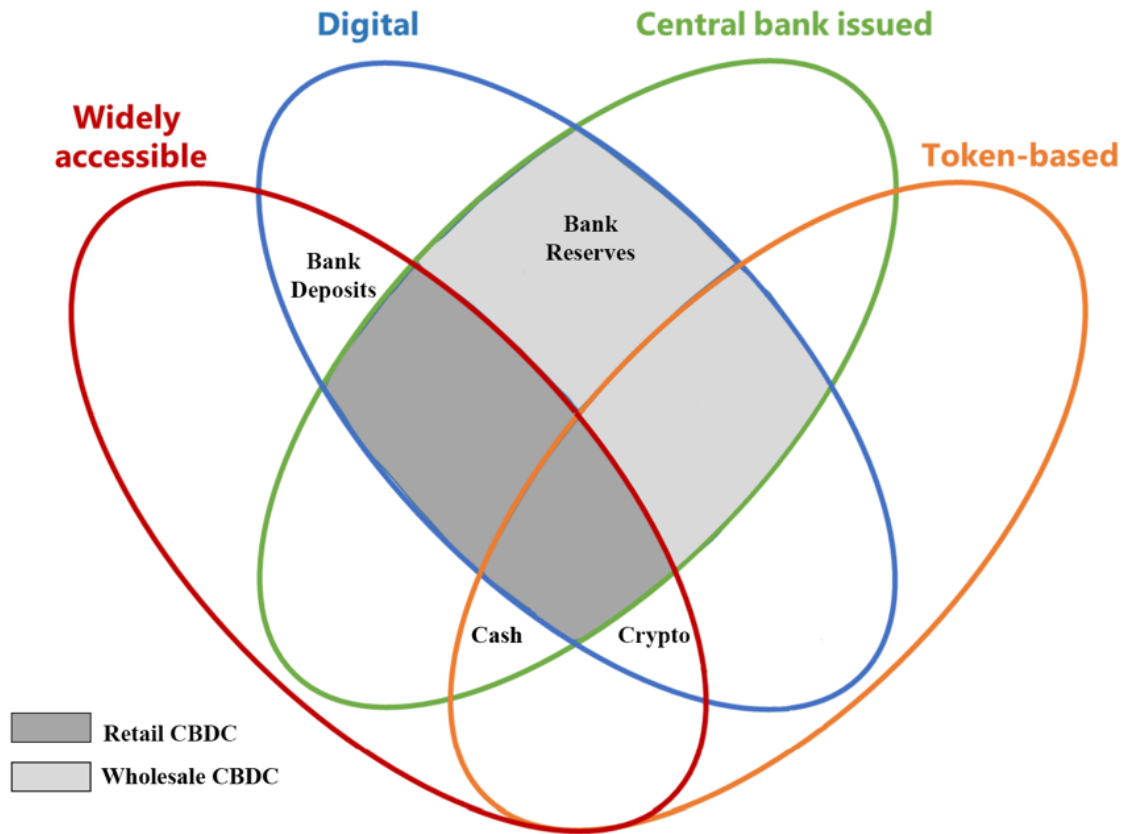 Digital
Central bank issued
Widely
accessible
Token-based
Bank
Reserves
Bank
Deposits
Cash
Crypto
Retail CBDC
Wholesale CBDC